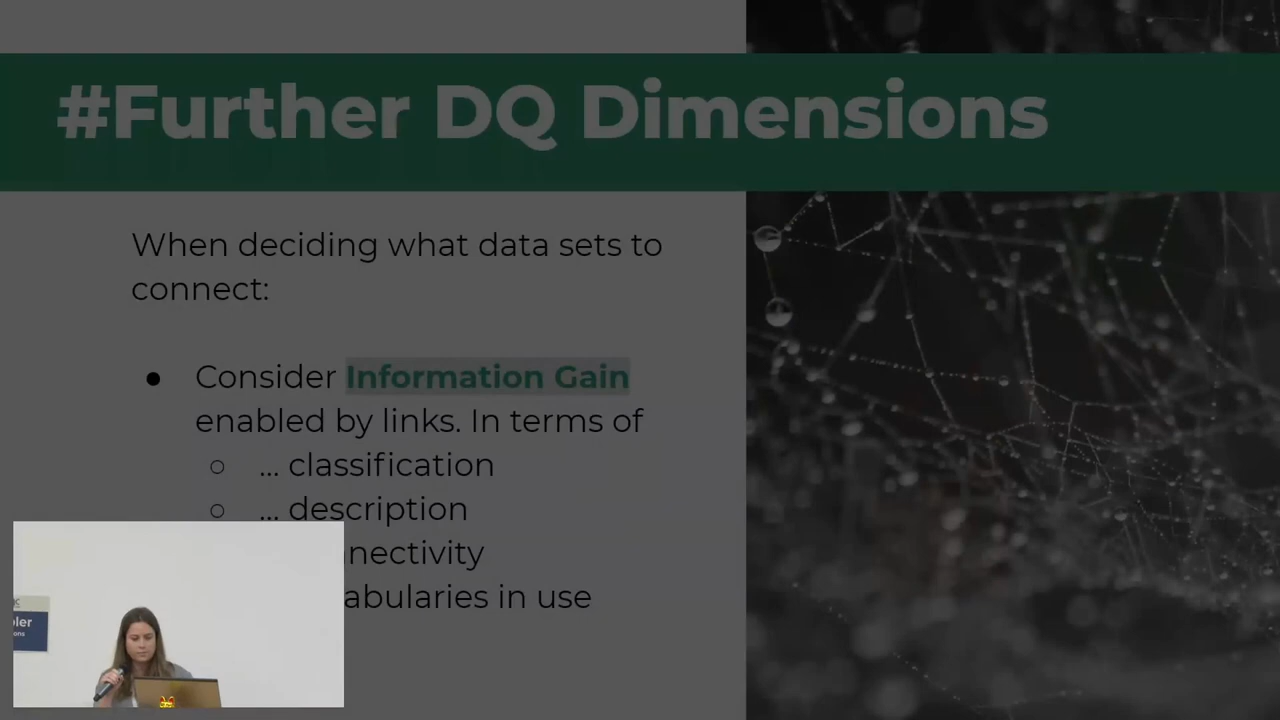 #Further DQ Dimensions
When deciding what data sets to
connect:
● Consider Information Gain
enabled by links. In terms of
○ ... classification
○ ... description
nnectivity
abularies in use